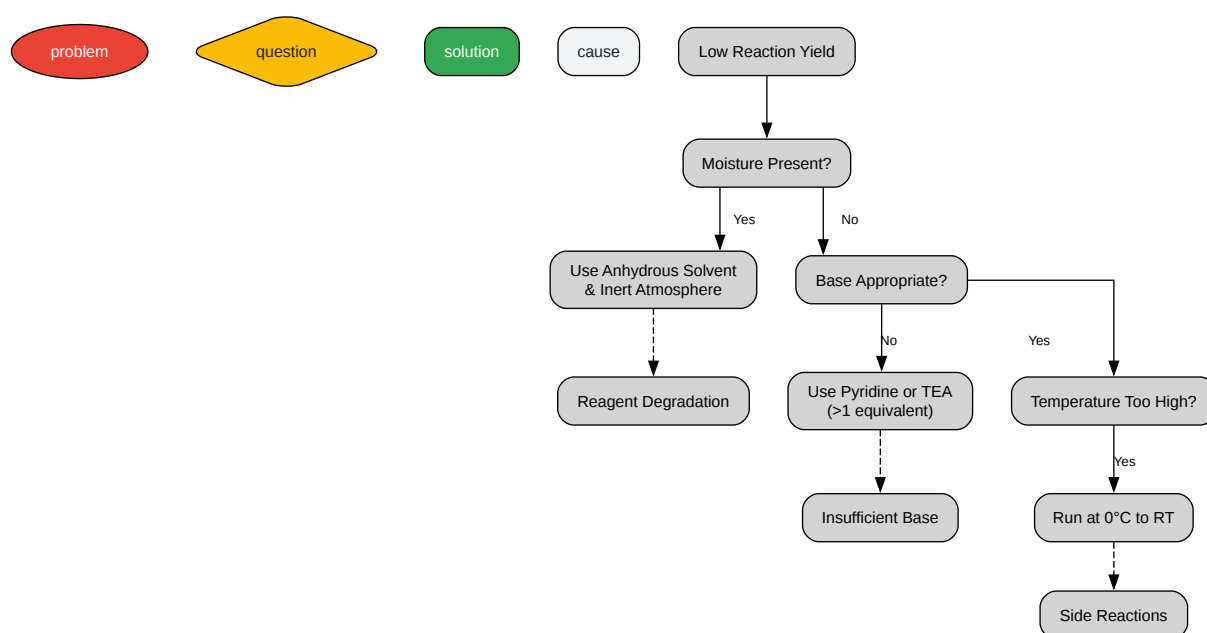 problem
question
solution
cause
Low Reaction Yield
Moisture Present?
Yes
No
Use Anhydrous Solvent
& Inert Atmosphere
Base Appropriate?
No
Yes
Reagent Degradation
Use Pyridine or TEA
(>1 equivalent)
Temperature Too High?
Yes
Insufficient Base
Run at 0°C to RT
Side Reactions